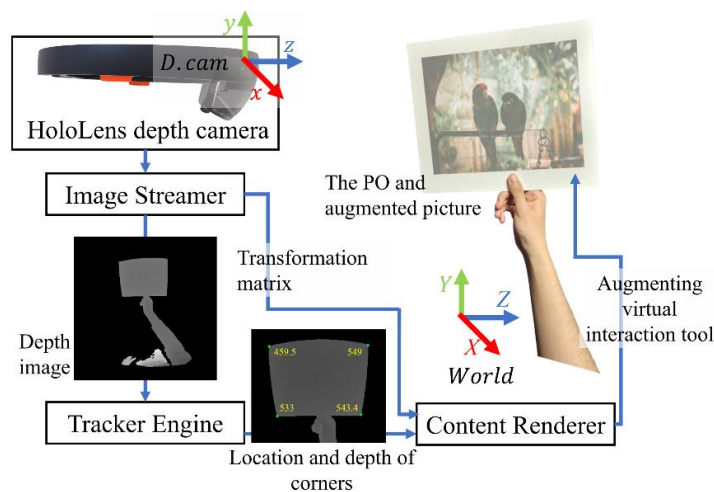 y
z
D.cam
x
HoloLens depth camera
Image Streamer
The PO and
augmented picture
Transformation
matrix
Depth
image
Y
Z
X
World
Augmenting
virtual
interaction tool
459.5
549
533
543.4
Tracker Engine
Content Renderer
Location and depth of
corners